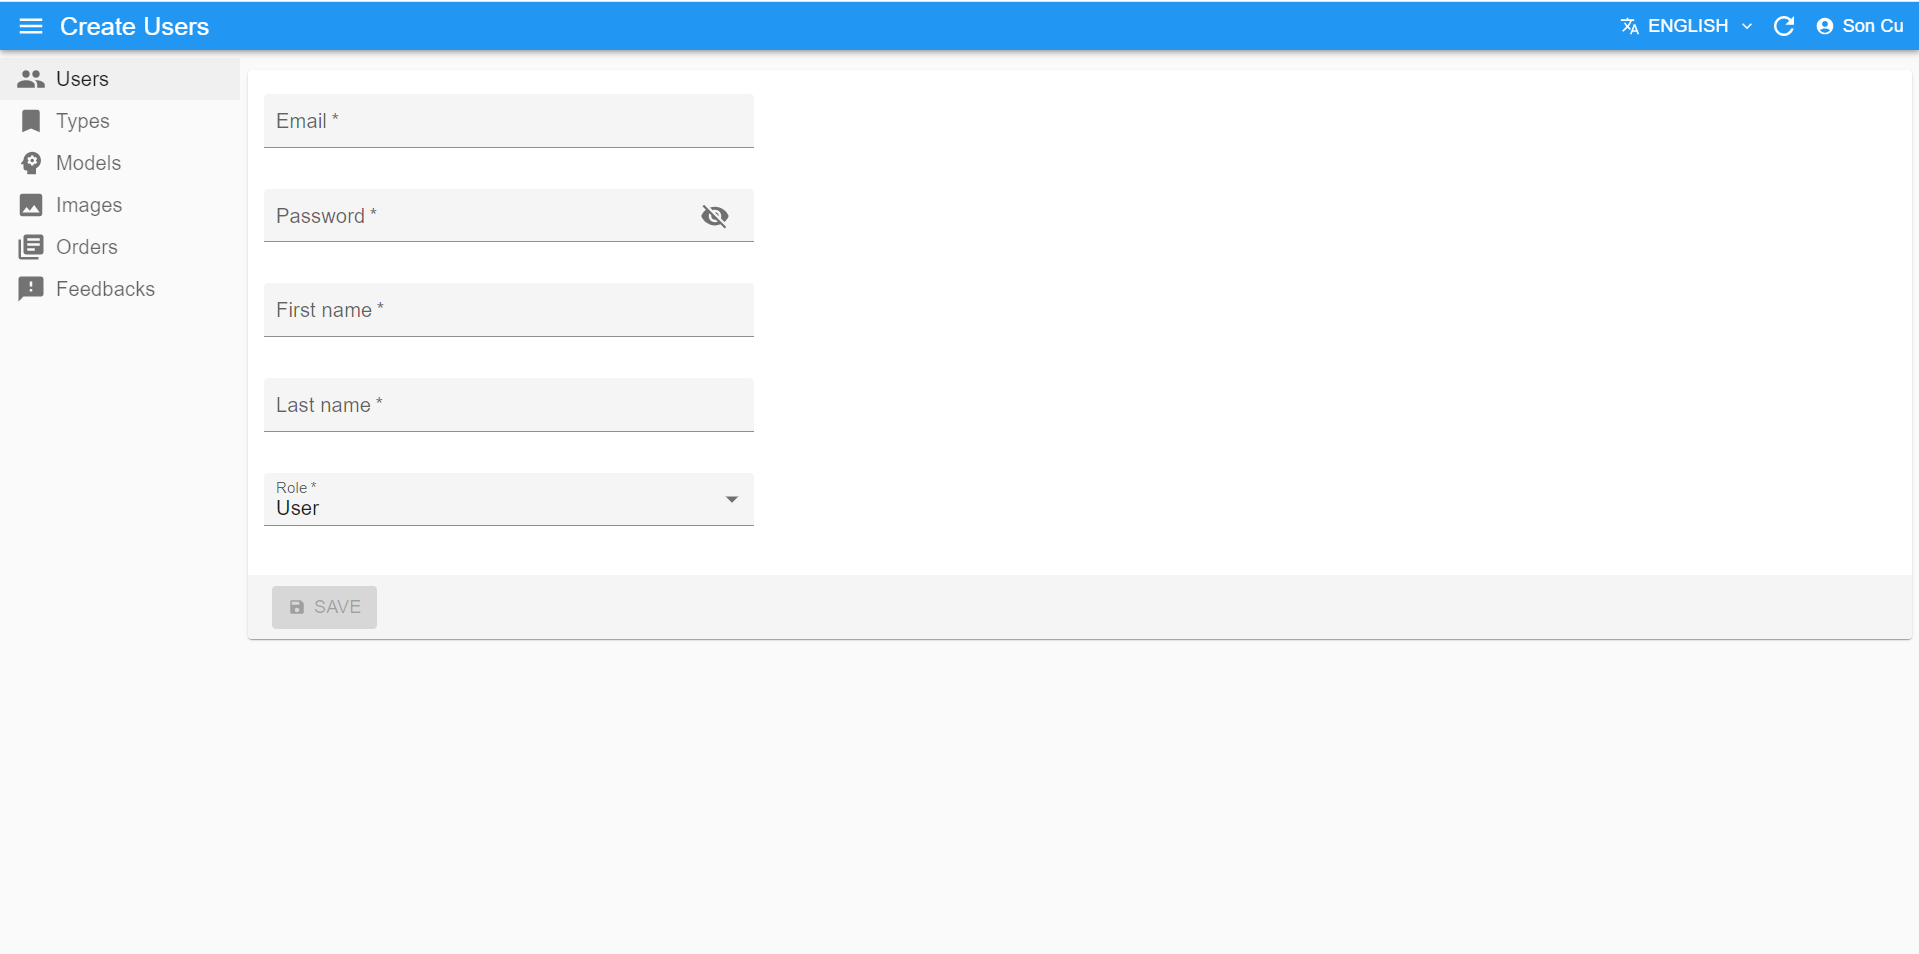 Create Users
ENGLISH
Son Cu
Users
Types
Models
Images
Orders
Feedbacks
Email *
Password *
First name *
Last name *
Role *
User
SAVE